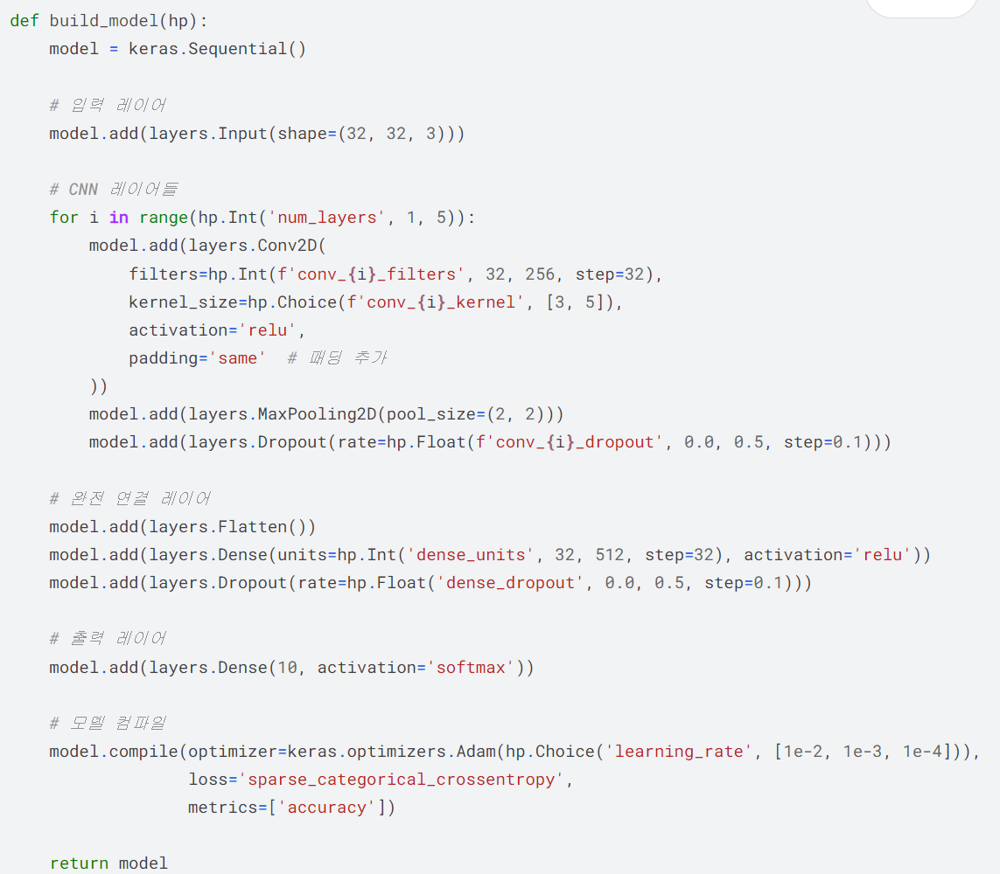 def build_model(hp):
    model = keras.Sequential()

    # 입력 레이어
    model.add(layers.Input(shape=(32, 32, 3)))

    # CNN 레이어들
    for i in range(hp.Int('num_layers', 1, 5)):
        model.add(layers.Conv2D(
            filters=hp.Int(f'conv_{i}_filters', 32, 256, step=32),
            kernel_size=hp.Choice(f'conv_{i}_kernel', [3, 5]),
            activation='relu',
            padding='same'  # 패딩 추가
        ))
        model.add(layers.MaxPooling2D(pool_size=(2, 2)))
        model.add(layers.Dropout(rate=hp.Float(f'conv_{i}_dropout', 0.0, 0.5, step=0.1)))

    # 완전 연결 레이어
    model.add(layers.Flatten())
    model.add(layers.Dense(units=hp.Int('dense_units', 32, 512, step=32), activation='relu'))
    model.add(layers.Dropout(rate=hp.Float('dense_dropout', 0.0, 0.5, step=0.1)))

    # 출력 레이어
    model.add(layers.Dense(10, activation='softmax'))

    # 모델 컴파일
    model.compile(optimizer=keras.optimizers.Adam(hp.Choice('learning_rate', [1e-2, 1e-3, 1e-4])),
                  loss='sparse_categorical_crossentropy',
                  metrics=['accuracy'])

    return model